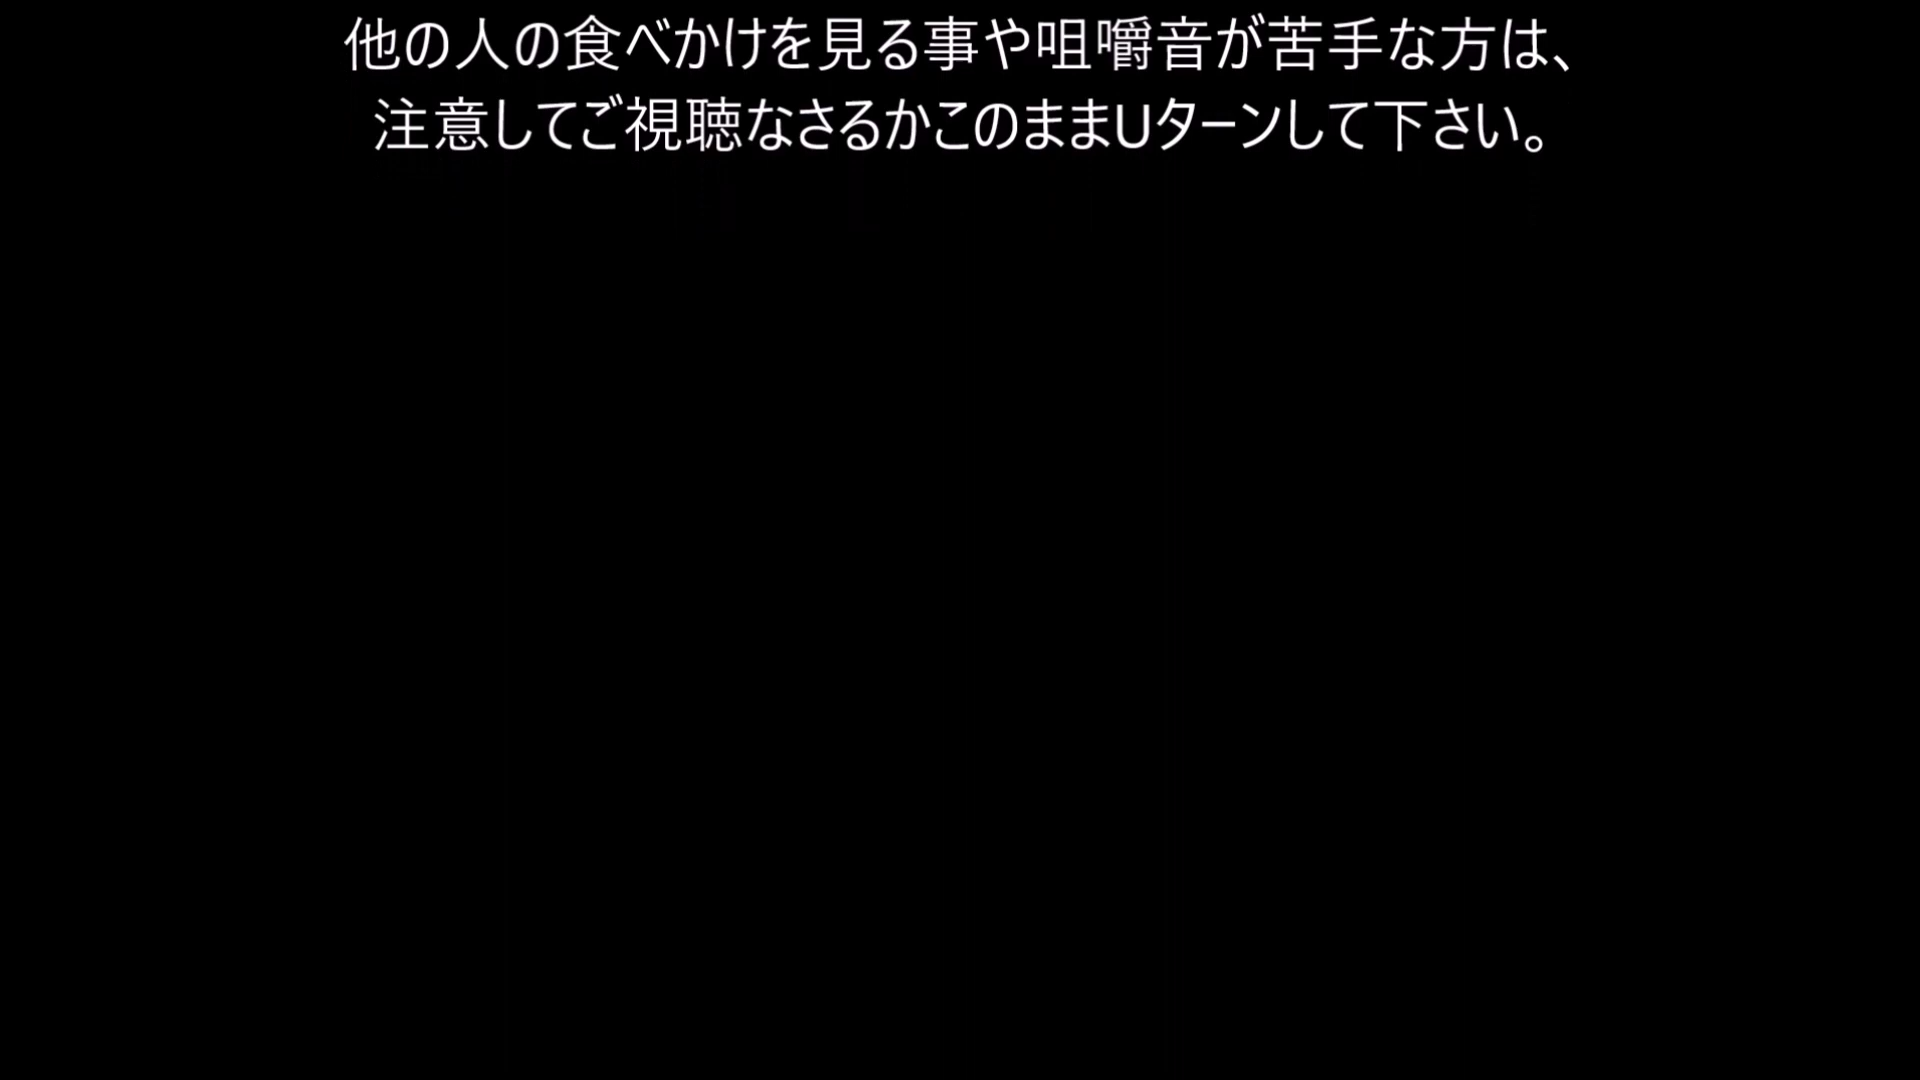 他の人の食べかけを見る事や咀嚼音が苦手な方は、
注意してご視聴なさるかこのままUターンして下さい。